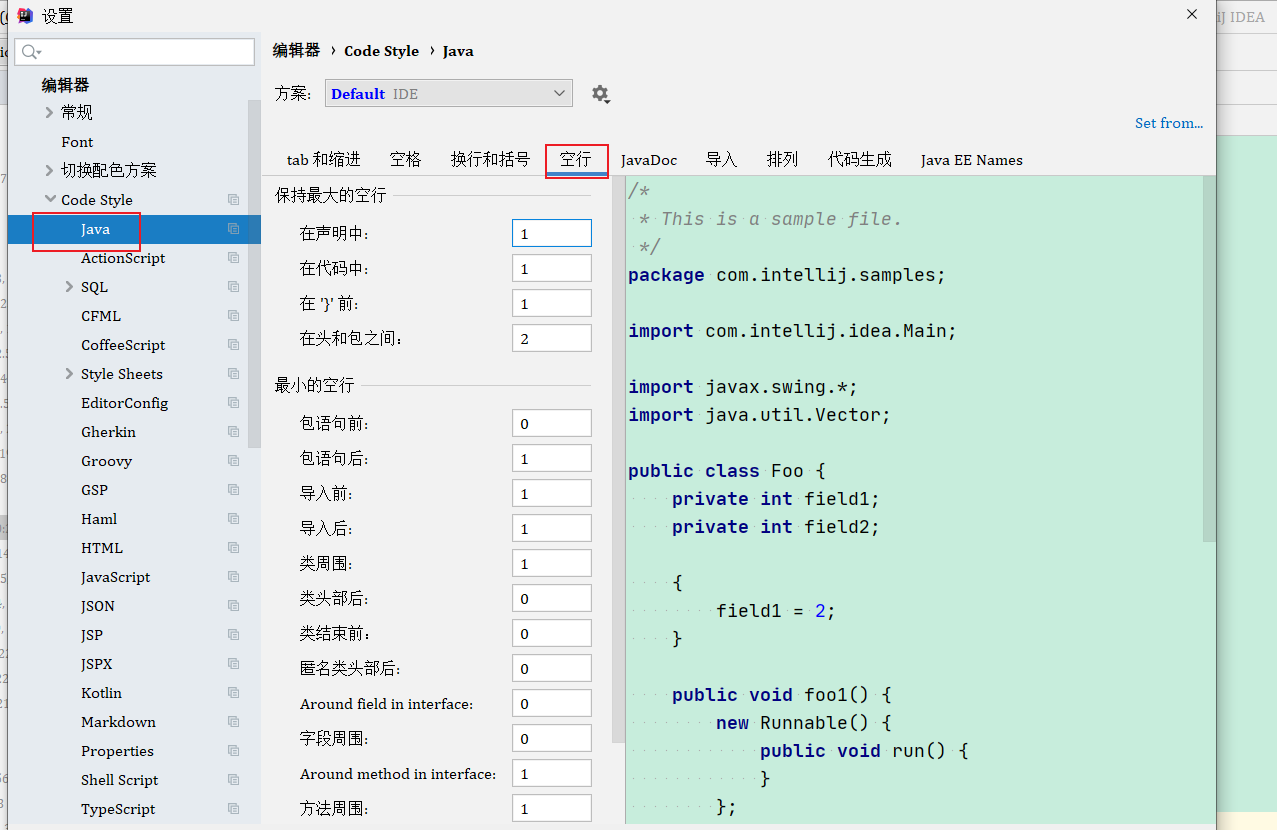 设置
iJ IDEA
编辑器
常规
Font
切换配色方案
Code Style
Java
ActionScript
SQL
CFML
CoffeeScript
Style Sheets
EditorConfig
Gherkin
Groovy
GSP
Haml
HTML
JavaScript
JSON
JSP
JSPX
Kotlin
Markdown
Properties
Shell Script
TypeScript
编辑器 › Code Style › Java
方案: Default IDE
Set from...
tab 和缩进 空格 换行和括号 空行 JavaDoc 导入 排列 代码生成 Java EE Names
保持最大的空行
在声明中: 1
在代码中: 1
在 '}' 前: 1
在头和包之间: 2
最小的空行
包语句前: 0
包语句后: 1
导入前: 1
导入后: 1
类周围: 1
类头部后: 0
类结束前: 0
匿名类头部后: 0
Around field in interface: 0
字段周围: 0
Around method in interface: 1
方法周围: 1
/*
 * This is a sample file.
 */
package com.intellij.samples;
import com.intellij.idea.Main;
import javax.swing.*;
import java.util.Vector;
public class Foo {
    private int field1;
    private int field2;
    {
        field1 = 2;
    }
    public void foo1() {
        new Runnable() {
            public void run() {
            }
        };